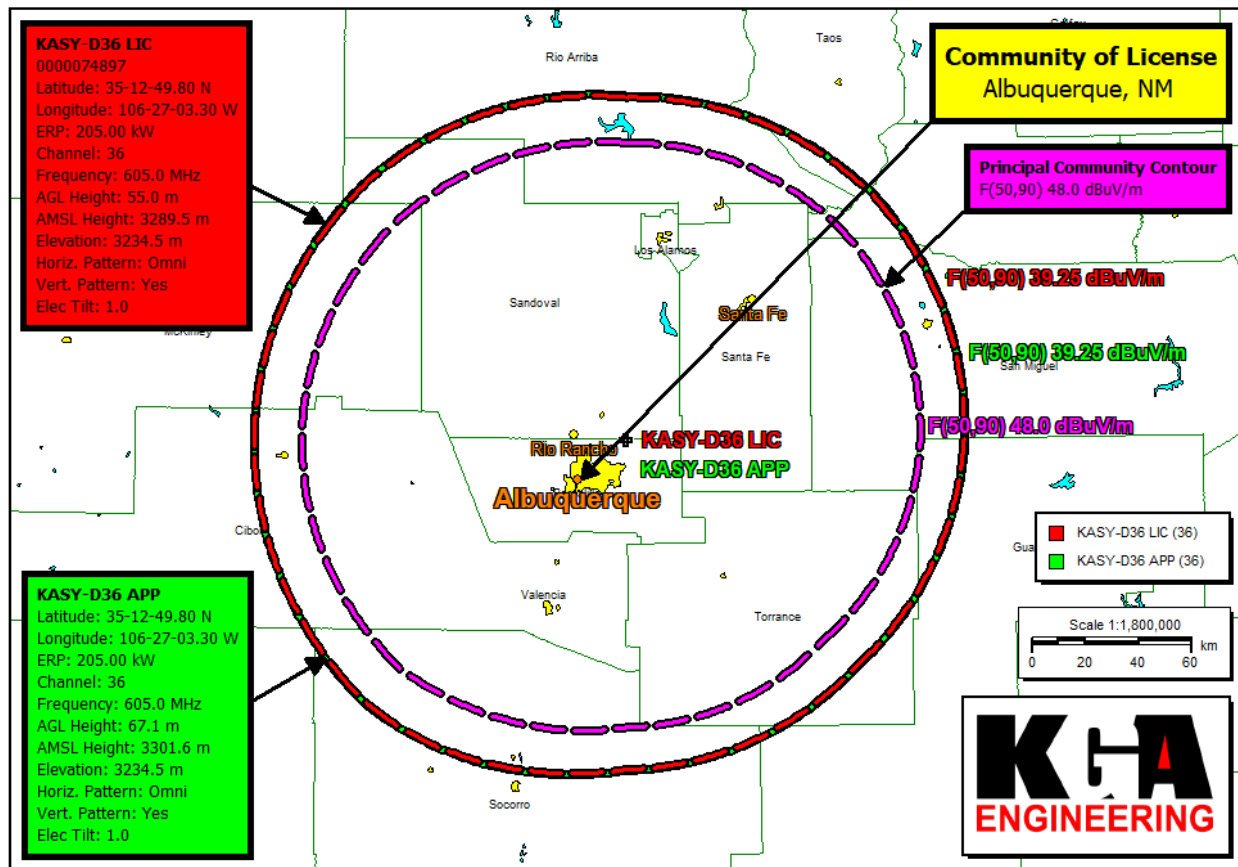 KASY-D36 LIC
0000074897
Latitude: 35-12-49.80 N
Longitude: 106-27-03.30 W
ERP: 205.00 kW
Channel: 36
Frequency: 605.0 MHz
AGL Height: 55.0 m
AMSL Height: 3289.5 m
Elevation: 3234.5 m
Horiz. Pattern: Omni
Vert. Pattern: Yes
Elec Tilt: 1.0
Community of License
Albuquerque, NM
Principal Community Contour
F(50,90) 48.0 dBuV/m
Taos
Rio Arriba
Los Alamos
Sandoval
Santa Fe
Santa Fe
McKinley
F(50,90) 39.25 dBuV/m
F(50,90) 39.25 dBuV/m
San Miguel
F(50,90) 48.0 dBuV/m
KASY-D36 LIC
Rio Rancho
KASY-D36 APP
Albuquerque
Cibo
Valencia
Torrance
Socorro
Gua
KASY-D36 LIC (36)
KASY-D36 APP (36)
Scale 1:1,800,000
km
0 20 40 60
KASY-D36 APP
Latitude: 35-12-49.80 N
Longitude: 106-27-03.30 W
ERP: 205.00 kW
Channel: 36
Frequency: 605.0 MHz
AGL Height: 67.1 m
AMSL Height: 3301.6 m
Elevation: 3234.5 m
Horiz. Pattern: Omni
Vert. Pattern: Yes
Elec Tilt: 1.0
KGA
ENGINEERING